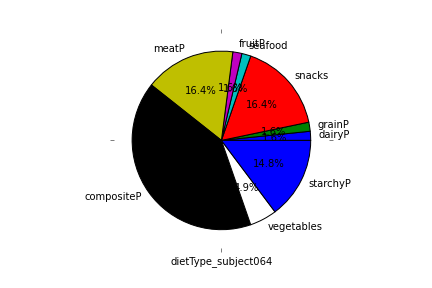 fruitP
seafood
meatP
snacks
16.4%
16.4%
grainP
dairyP
14.8%
starchyP
compositeP
vegetables
dietType_subject064